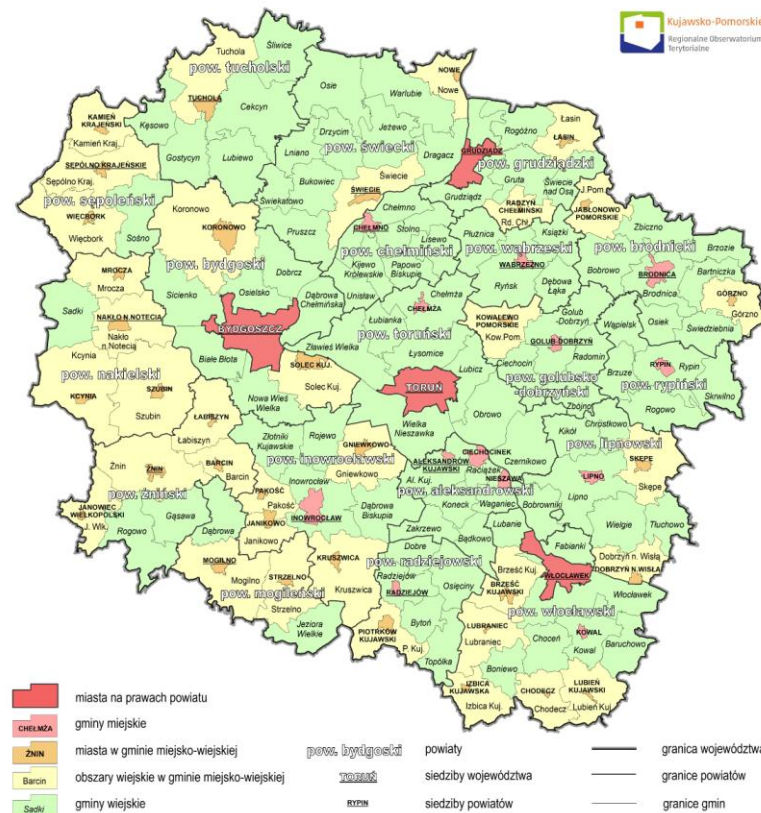 Kujawsko-Pomorskie
Regionalne Obserwatorium
Terytorialne
Tuchola
Śliwice
pow. tucholski
TUCHOLA
Cekcyn
Kęsowo
Gostycyn
Lubiewo
KAMIEŃ
KRAJEŃSKI
Kamień Kraj.
SĘPÓLNO KRAJEŃSKIE
Sępólno Kraj.
pow. sępoleński
WIĘCBORK
Więcbork
Sośno
Osie
Warlubie
NOWE
Nowe
Drzycim
Jeżewo
Lniano
pow. świecki
Dragacz
Bukowiec
Świecie
ŚWIECIE
Świekatowo
Pruszcz
GRUDZIĄDZ
Rogóźno
Łasin
ŁASIN
pow. grudziądzki
Gruta
Świecie
nad Osą
Grudziądz
RADZYŃ
CHEŁMIŃSKI
Rd. Chł.
J.Pom.
JABŁONOWO
POMORSKIE
Koronowo
KORONOWO
pow. bydgoski
Dobrcz
Sicienko
Osielsko
BYDGOSZCZ
Dąbrowa
Chełmińska
Białe Błota
SOLEC KUJ.
Solec Kuj.
Nowa Wieś
Wielka
Chełmno
CHEŁMNO
Stolno
Lisewo
pow. chełmiński
Kijewo
Królewskie
Papowo
Biskupie
Unisław
Płużnica
Książki
pow. wąbrzeski
WĄBRZEŹNO
Ryńsk
Dębowa
Łąka
Zbiczno
pow. brodnicki
Brzozie
Bobrowo
BRODNICA
Bartniczka
Brodnica
GÓRZNO
Górzno
Osiek
Świedziebnia
Wąpielsk
MROCZA
Mrocza
Sadki
NAKŁO N.NOTECIĄ
Nakło
n.Notecią
Kcynia
pow. nakielski
KCYNIA
SZUBIN
Szubin
Chełmża
CHEŁMŻA
Łubianka
pow. toruński
Zławieś Wielka
Łysomice
Lubicz
TORUŃ
Wielka
Nieszawka
Obrowo
Czernikowo
KOWALEWO
POMORSKIE
Kow.Pom.
Golub
Dobrzyń
GOLUB-DOBRZYŃ
Ciechocin
Radomin
pow. golubsko
-dobrzyński
Zbójno
RYPIN
Rypin
Brzuze
pow. rypiński
Rogowo
Skrwilno
ŁABISZYN
Łabiszyn
BARCIN
Barcin
Żnin
ŻNIN
pow. żniński
JANOWIEC
WIELKOPOLSKI
J. Wlk.
Rogowo
Gąsawa
Złotniki
Kujawskie
Rojewo
GNIEWKOWO
Gniewkowo
pow. inowrocławski
Inowrocław
INOWROCŁAW
PAKOŚĆ
Pakość
JANIKOWO
Janikowo
Dąbrowa
Biskupia
KRUSZWICA
Kruszwica
CIECHOCINEK
ALEKSANDRÓW
KUJAWSKI
Raciążek
NIESZAWA
pow. aleksandrowski
Al. Kuj.
Koneck
Waganiec
Bądkowo
Zakrzewo
Kikół
Chrostkowo
pow. lipnowski
SKĘPE
Skępe
LIPNO
Lipno
Bobrowniki
Wielgie
Tłuchowo
Dobrzyń n. Wisłą
DOBRZYŃ N.WISŁĄ
Dąbrowa
MOGILNO
Mogilno
STRZELNO
Strzelno
pow. mogileński
Jeziora
Wielkie
Dobre
pow. radziejowski
Radziejów
RADZIEJÓW
Osięciny
Bytoń
PIOTRKÓW
KUJAWSKI
P. Kuj.
Topólka
Lubanie
Fabianki
WŁOCŁAWEK
Brześć Kuj.
BRZEŚĆ
KUJAWSKI
pow. włocławski
Włocławek
LUBRANIEC
Lubraniec
Choceń
KOWAL
Kowal
Baruchowo
Boniewo
IZBICA
KUJAWSKA
Izbica Kuj.
CHODECZ
Chodecz
LUBIEŃ
KUJAWSKI
Lubień Kuj.
miasta na prawach powiatu
CHEŁMŻA gminy miejskie
ŻNIN miasta w gminie miejsko-wiejskiej
Barcin obszary wiejskie w gminie miejsko-wiejskiej
Sadki gminy wiejskie
pow. bydgoski powiaty
TORUŃ siedziby województwa
RYPIN siedziby powiatów
granica województwa
granice powiatów
granice gmin